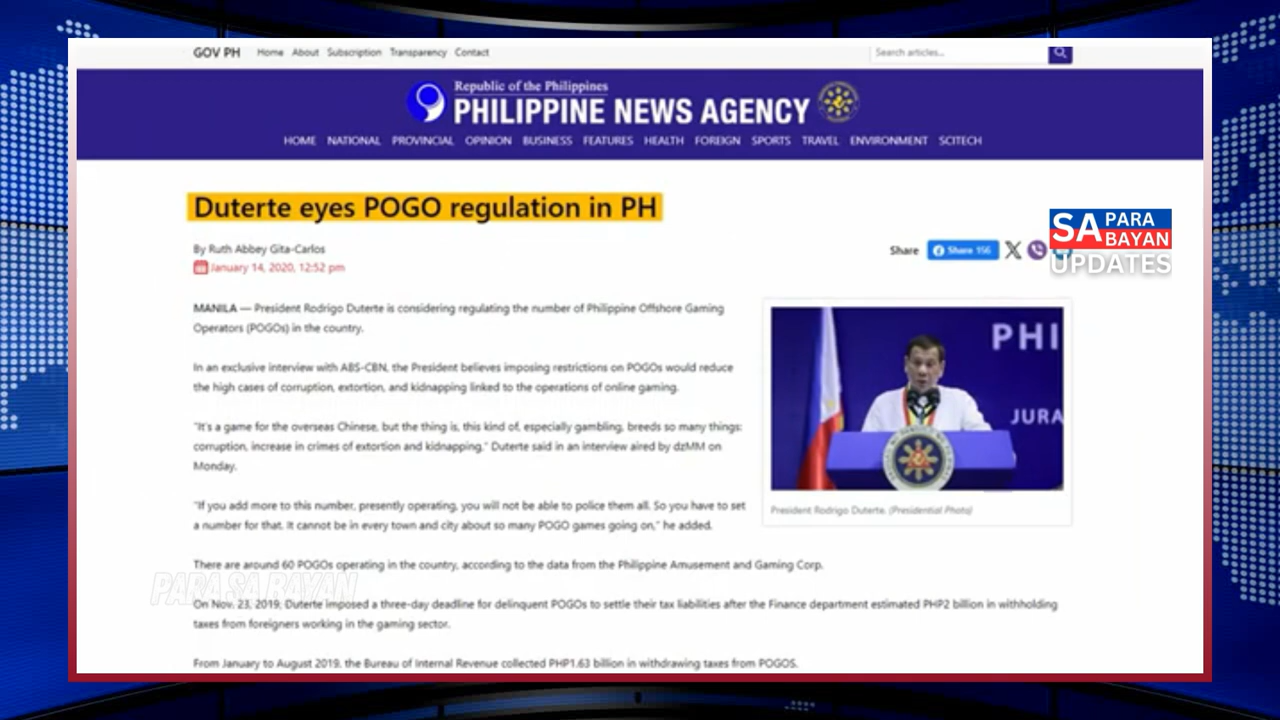 GOV PH Home About Subscription Transparency Contact Search articles...
Republic of the Philippines
PHILIPPINE NEWS AGENCY
HOME NATIONAL PROVINCIAL OPINION BUSINESS FEATURES HEALTH FOREIGN SPORTS TRAVEL ENVIRONMENT SCITECH
Duterte eyes POGO regulation in PH
By Ruth Abbey Gita-Carlos
January 14, 2020, 12:52 pm
Share Share 156
SA PARA
BAYAN
UPDATES
MANILA — President Rodrigo Duterte is considering regulating the number of Philippine Offshore Gaming
Operators (POGOs) in the country.
In an exclusive interview with ABS-CBN, the President believes imposing restrictions on POGOs would reduce
the high cases of corruption, extortion, and kidnapping linked to the operations of online gaming.
"It's a game for the overseas Chinese, but the thing is, this kind of, especially gambling, breeds so many things:
corruption, increase in crimes of extortion and kidnapping," Duterte said in an interview aired by dzMM on
Monday.
"If you add more to this number, presently operating, you will not be able to police them all. So you have to set
a number for that. It cannot be in every town and city about so many POGO games going on," he added.
PHI
JURA
President Rodrigo Duterte. (Presidential Photo)
There are around 60 POGOs operating in the country, according to the data from the Philippine Amusement and Gaming Corp.
PARA SA BAYAN
On Nov. 23, 2019, Duterte imposed a three-day deadline for delinquent POGOs to settle their tax liabilities after the Finance department estimated PHP2 billion in withholding
taxes from foreigners working in the gaming sector.
From January to August 2019, the Bureau of Internal Revenue collected PHP1.63 billion in withdrawing taxes from POGOS.